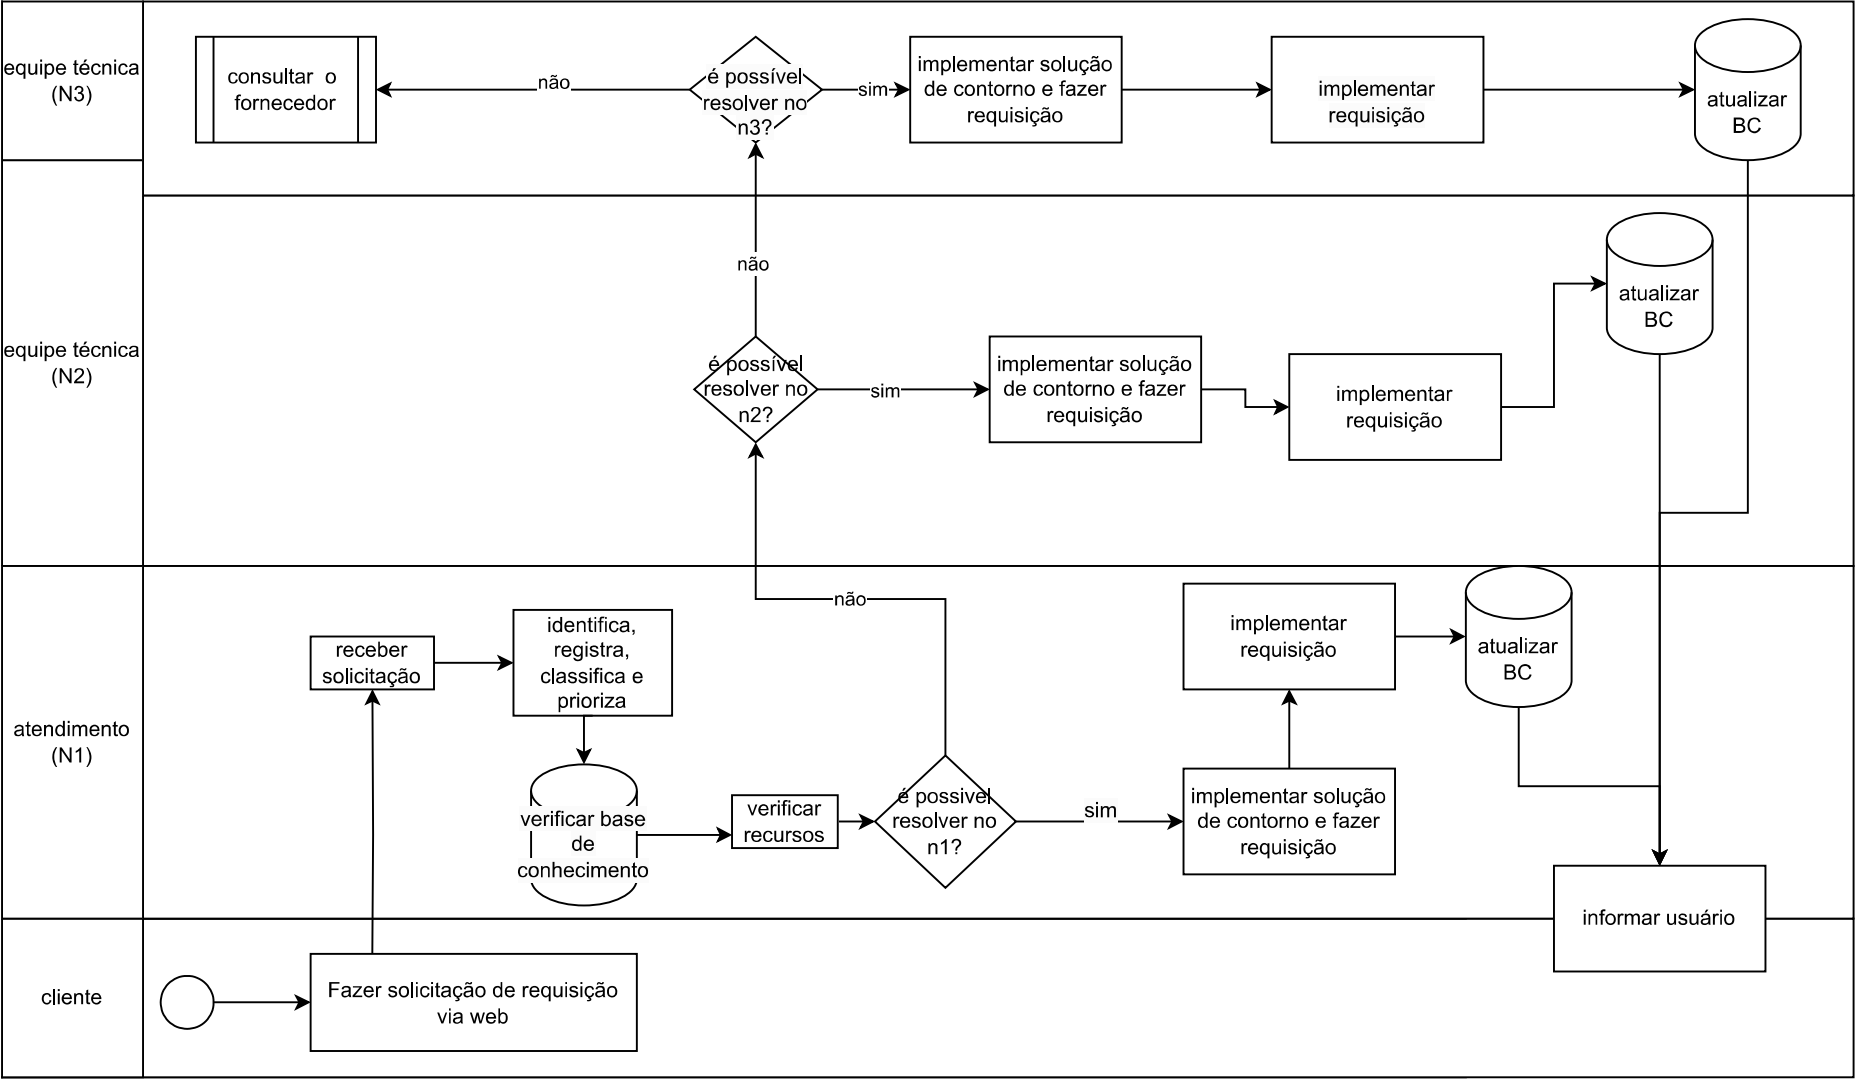 equipe técnica
(N3)
consultar o
fornecedor
não
é possível
resolver no
n3?
sim
implementar solução
de contorno e fazer
requisição
implementar
requisição
atualizar
BC
equipe técnica
(N2)
não
é possível
resolver no
n2?
sim
implementar solução
de contorno e fazer
requisição
implementar
requisição
atualizar
BC
atendimento
(N1)
receber
solicitação
identifica,
registra,
classifica e
prioriza
verificar base
de
conhecimento
verificar
recursos
não
é possivel
resolver no
n1?
sim
implementar solução
de contorno e fazer
requisição
implementar
requisição
atualizar
BC
informar usuário
cliente
Fazer solicitação de requisição
via web